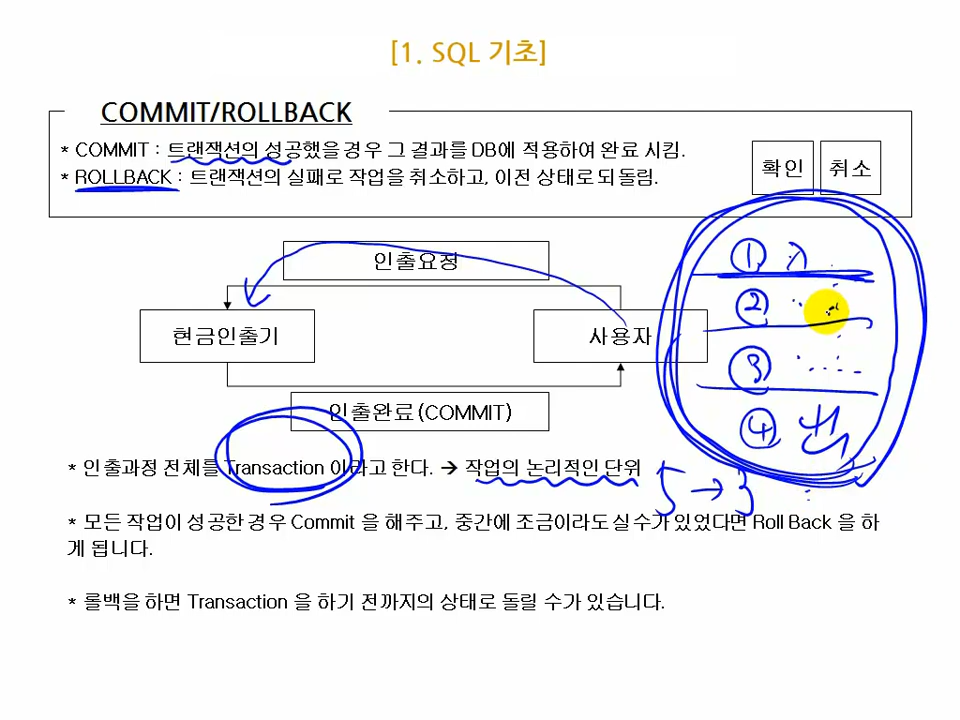 [1. SQL 기초]
COMMIT/ROLLBACK
* COMMIT : 트랜잭션의 성공했을 경우 그 결과를 DB에 적용하여 완료 시킴.
* ROLLBACK : 트랜잭션의 실패로 작업을 취소하고, 이전 상태로 되돌림.
확인 취소
인출요청
①
②
현금인출기 사용자
③
인출완료(COMMIT)
④
* 인출과정 전체를 Transaction 이라고 한다. → 작업의 논리적인 단위
5 → 3
* 모든 작업이 성공한 경우 Commit 을 해주고, 중간에 조금이라도 실수가 있었다면 Roll Back 을 하
게 됩니다.
* 롤백을 하면 Transaction 을 하기 전까지의 상태로 돌릴 수가 있습니다.